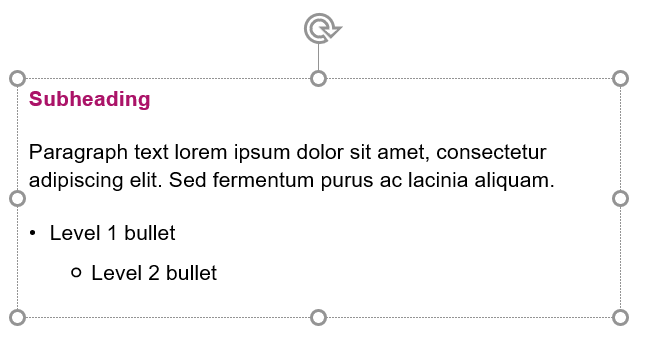 Subheading
Paragraph text lorem ipsum dolor sit amet, consectetur
adipiscing elit. Sed fermentum purus ac lacinia aliquam.
• Level 1 bullet
o Level 2 bullet